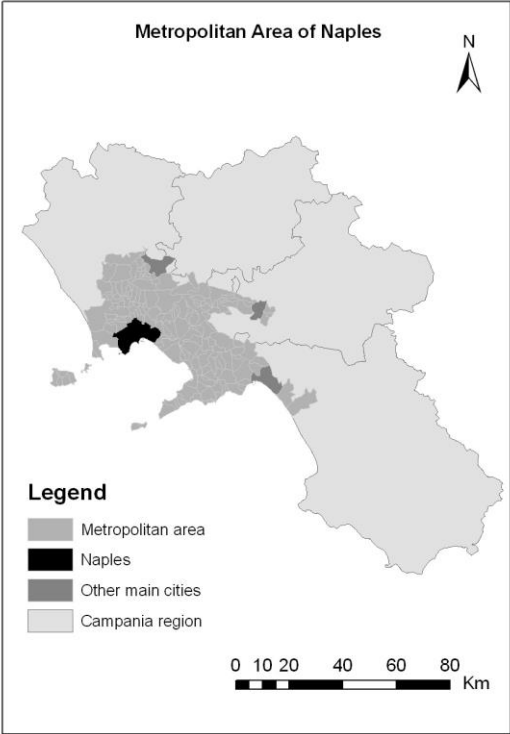 Metropolitan Area of Naples
N
Legend
Metropolitan area
Naples
Other main cities
Campania region
0 10 20 40 60 80
Km